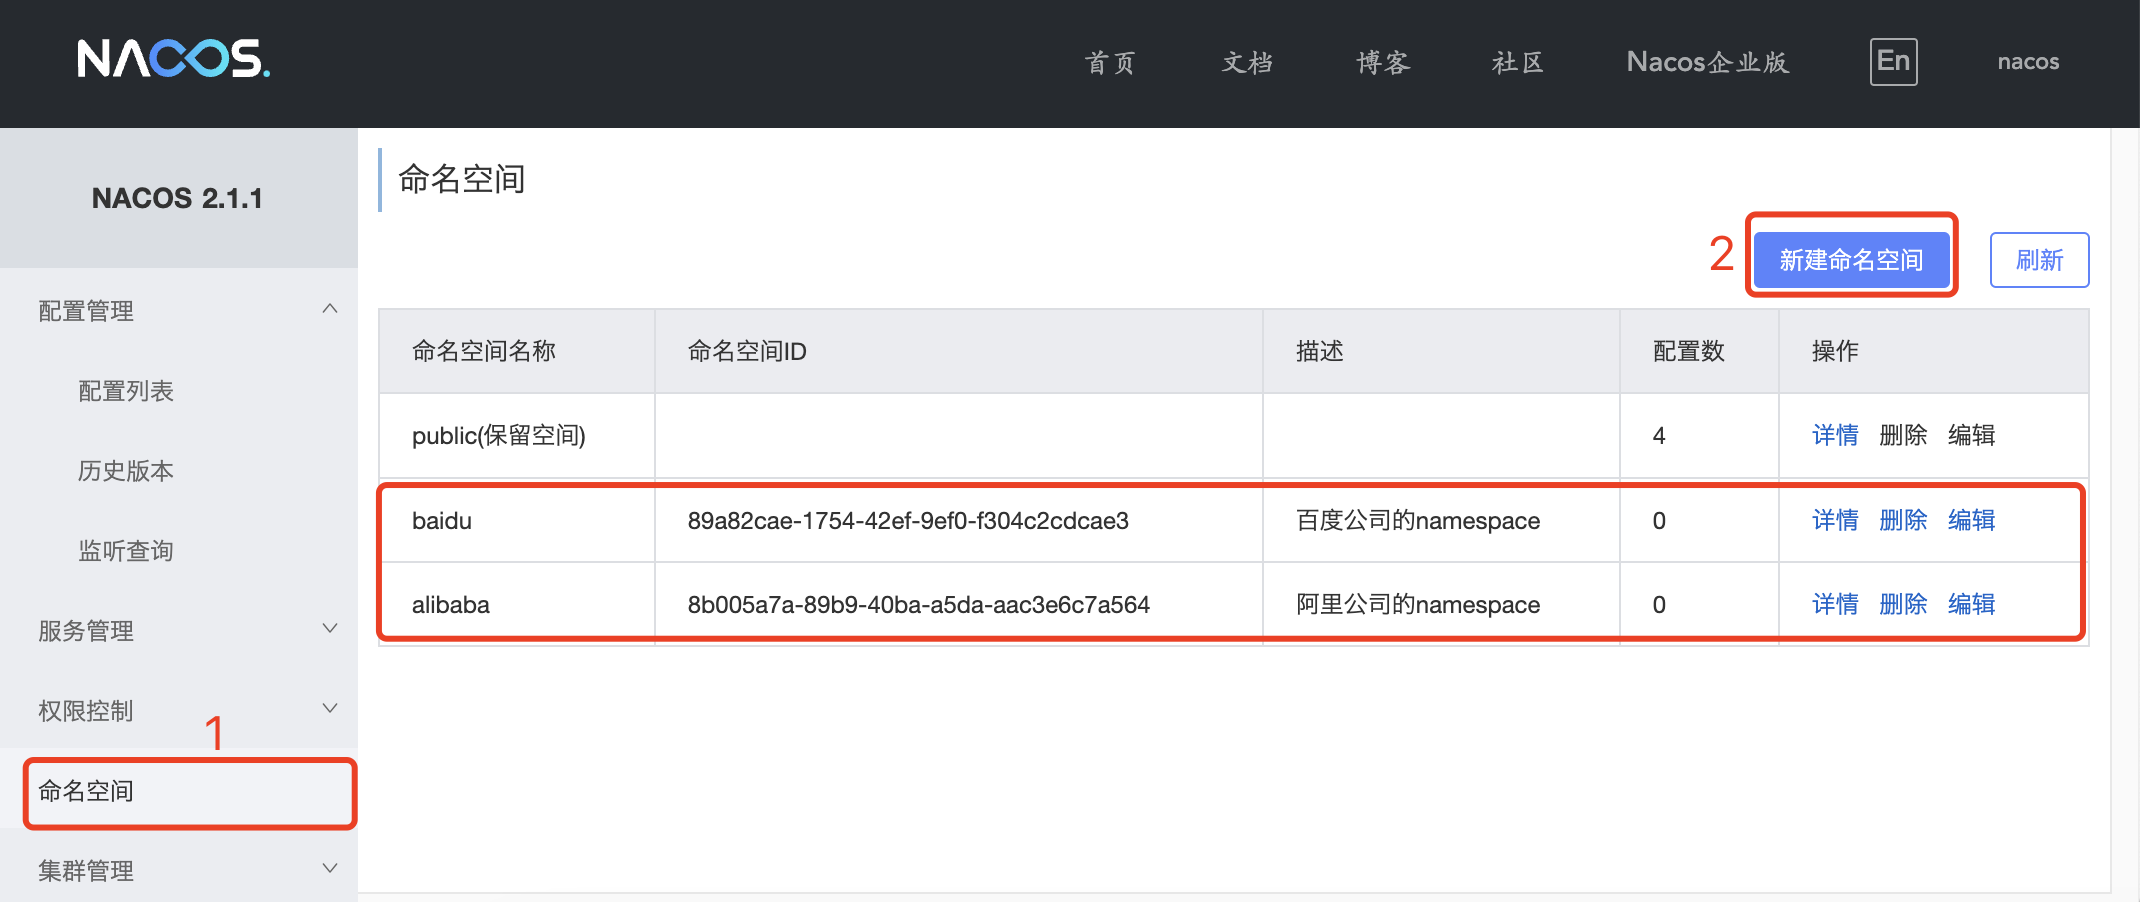 NACOS.
首页 文档 博客 社区 Nacos企业版 En nacos
NACOS 2.1.1
配置管理
配置列表
历史版本
监听查询
服务管理
权限控制
1
命名空间
集群管理
命名空间
2 新建命名空间 刷新
命名空间名称 命名空间ID 描述 配置数 操作
public(保留空间) 4 详情 删除 编辑
baidu 89a82cae-1754-42ef-9ef0-f304c2cdcae3 百度公司的namespace 0 详情 删除 编辑
alibaba 8b005a7a-89b9-40ba-a5da-aac3e6c7a564 阿里公司的namespace 0 详情 删除 编辑